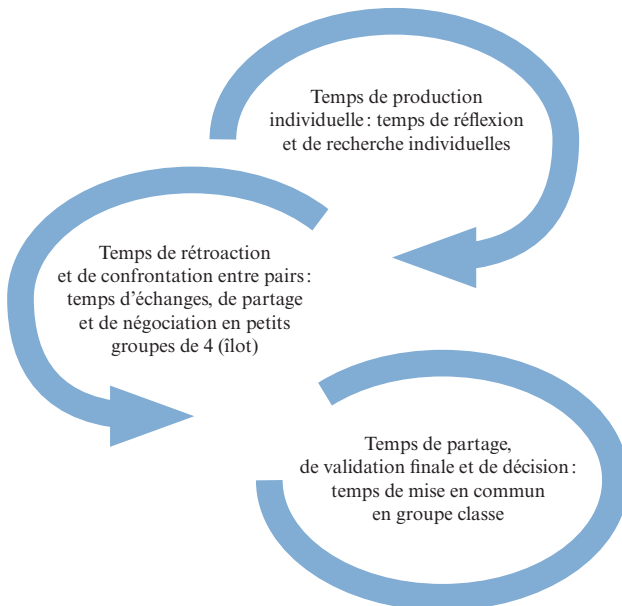 Temps de production
individuelle : temps de réflexion
et de recherche individuelles
Temps de rétroaction
et de confrontation entre pairs :
temps d’échanges, de partage
et de négociation en petits
groupes de 4 (îlot)
Temps de partage,
de validation finale et de décision :
temps de mise en commun
en groupe classe